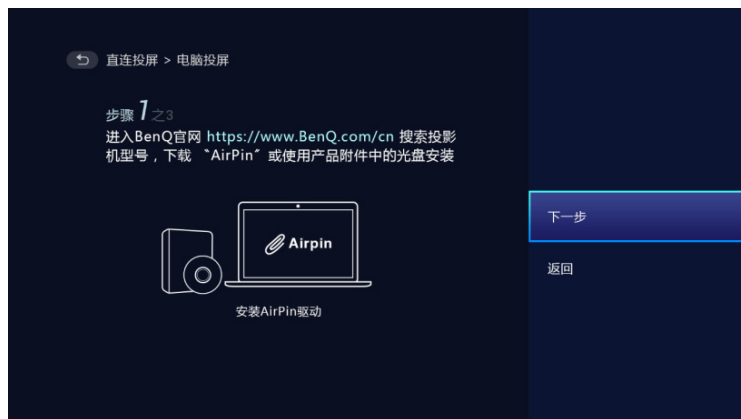 直连投屏 > 电脑投屏
步骤1之3
进入BenQ官网 https://www.BenQ.com/cn 搜索投影
机型号，下载 〝AirPin〞或使用产品附件中的光盘安装
Airpin
安装AirPin驱动
下一步
返回